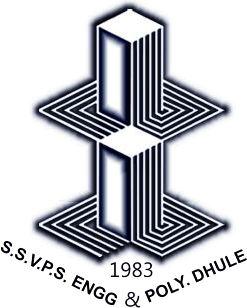 1983
S.S.V.P.S. ENGG & POLY. DHULE